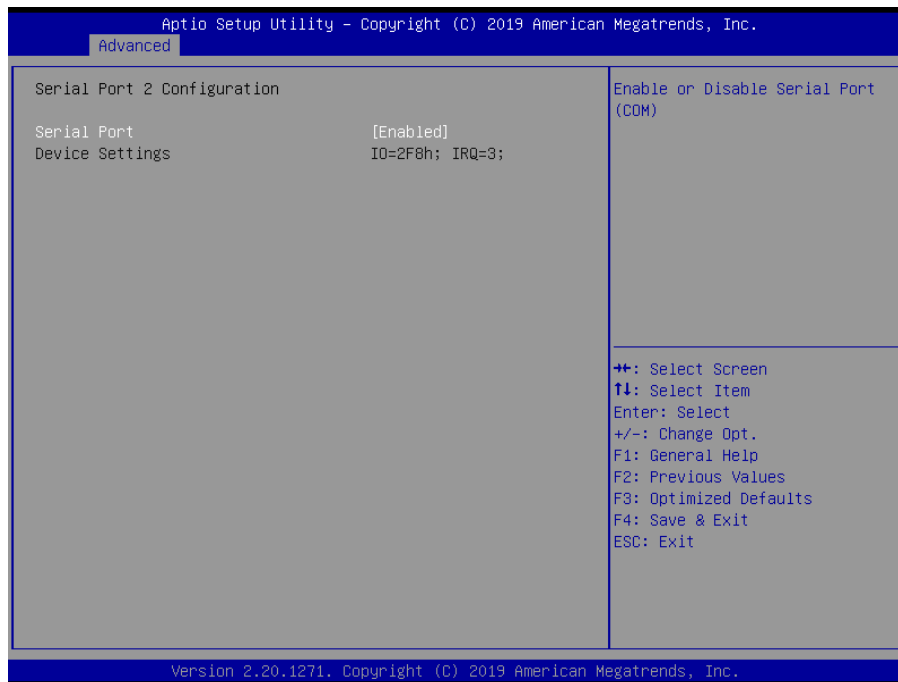 Aptio Setup Utility – Copyright (C) 2019 American Megatrends, Inc.
Advanced
Serial Port 2 Configuration
Serial Port [Enabled]
Device Settings IO=2F8h; IRQ=3;
Enable or Disable Serial Port
(COM)
→←: Select Screen
↑↓: Select Item
Enter: Select
+/-: Change Opt.
F1: General Help
F2: Previous Values
F3: Optimized Defaults
F4: Save & Exit
ESC: Exit
Version 2.20.1271. Copyright (C) 2019 American Megatrends, Inc.